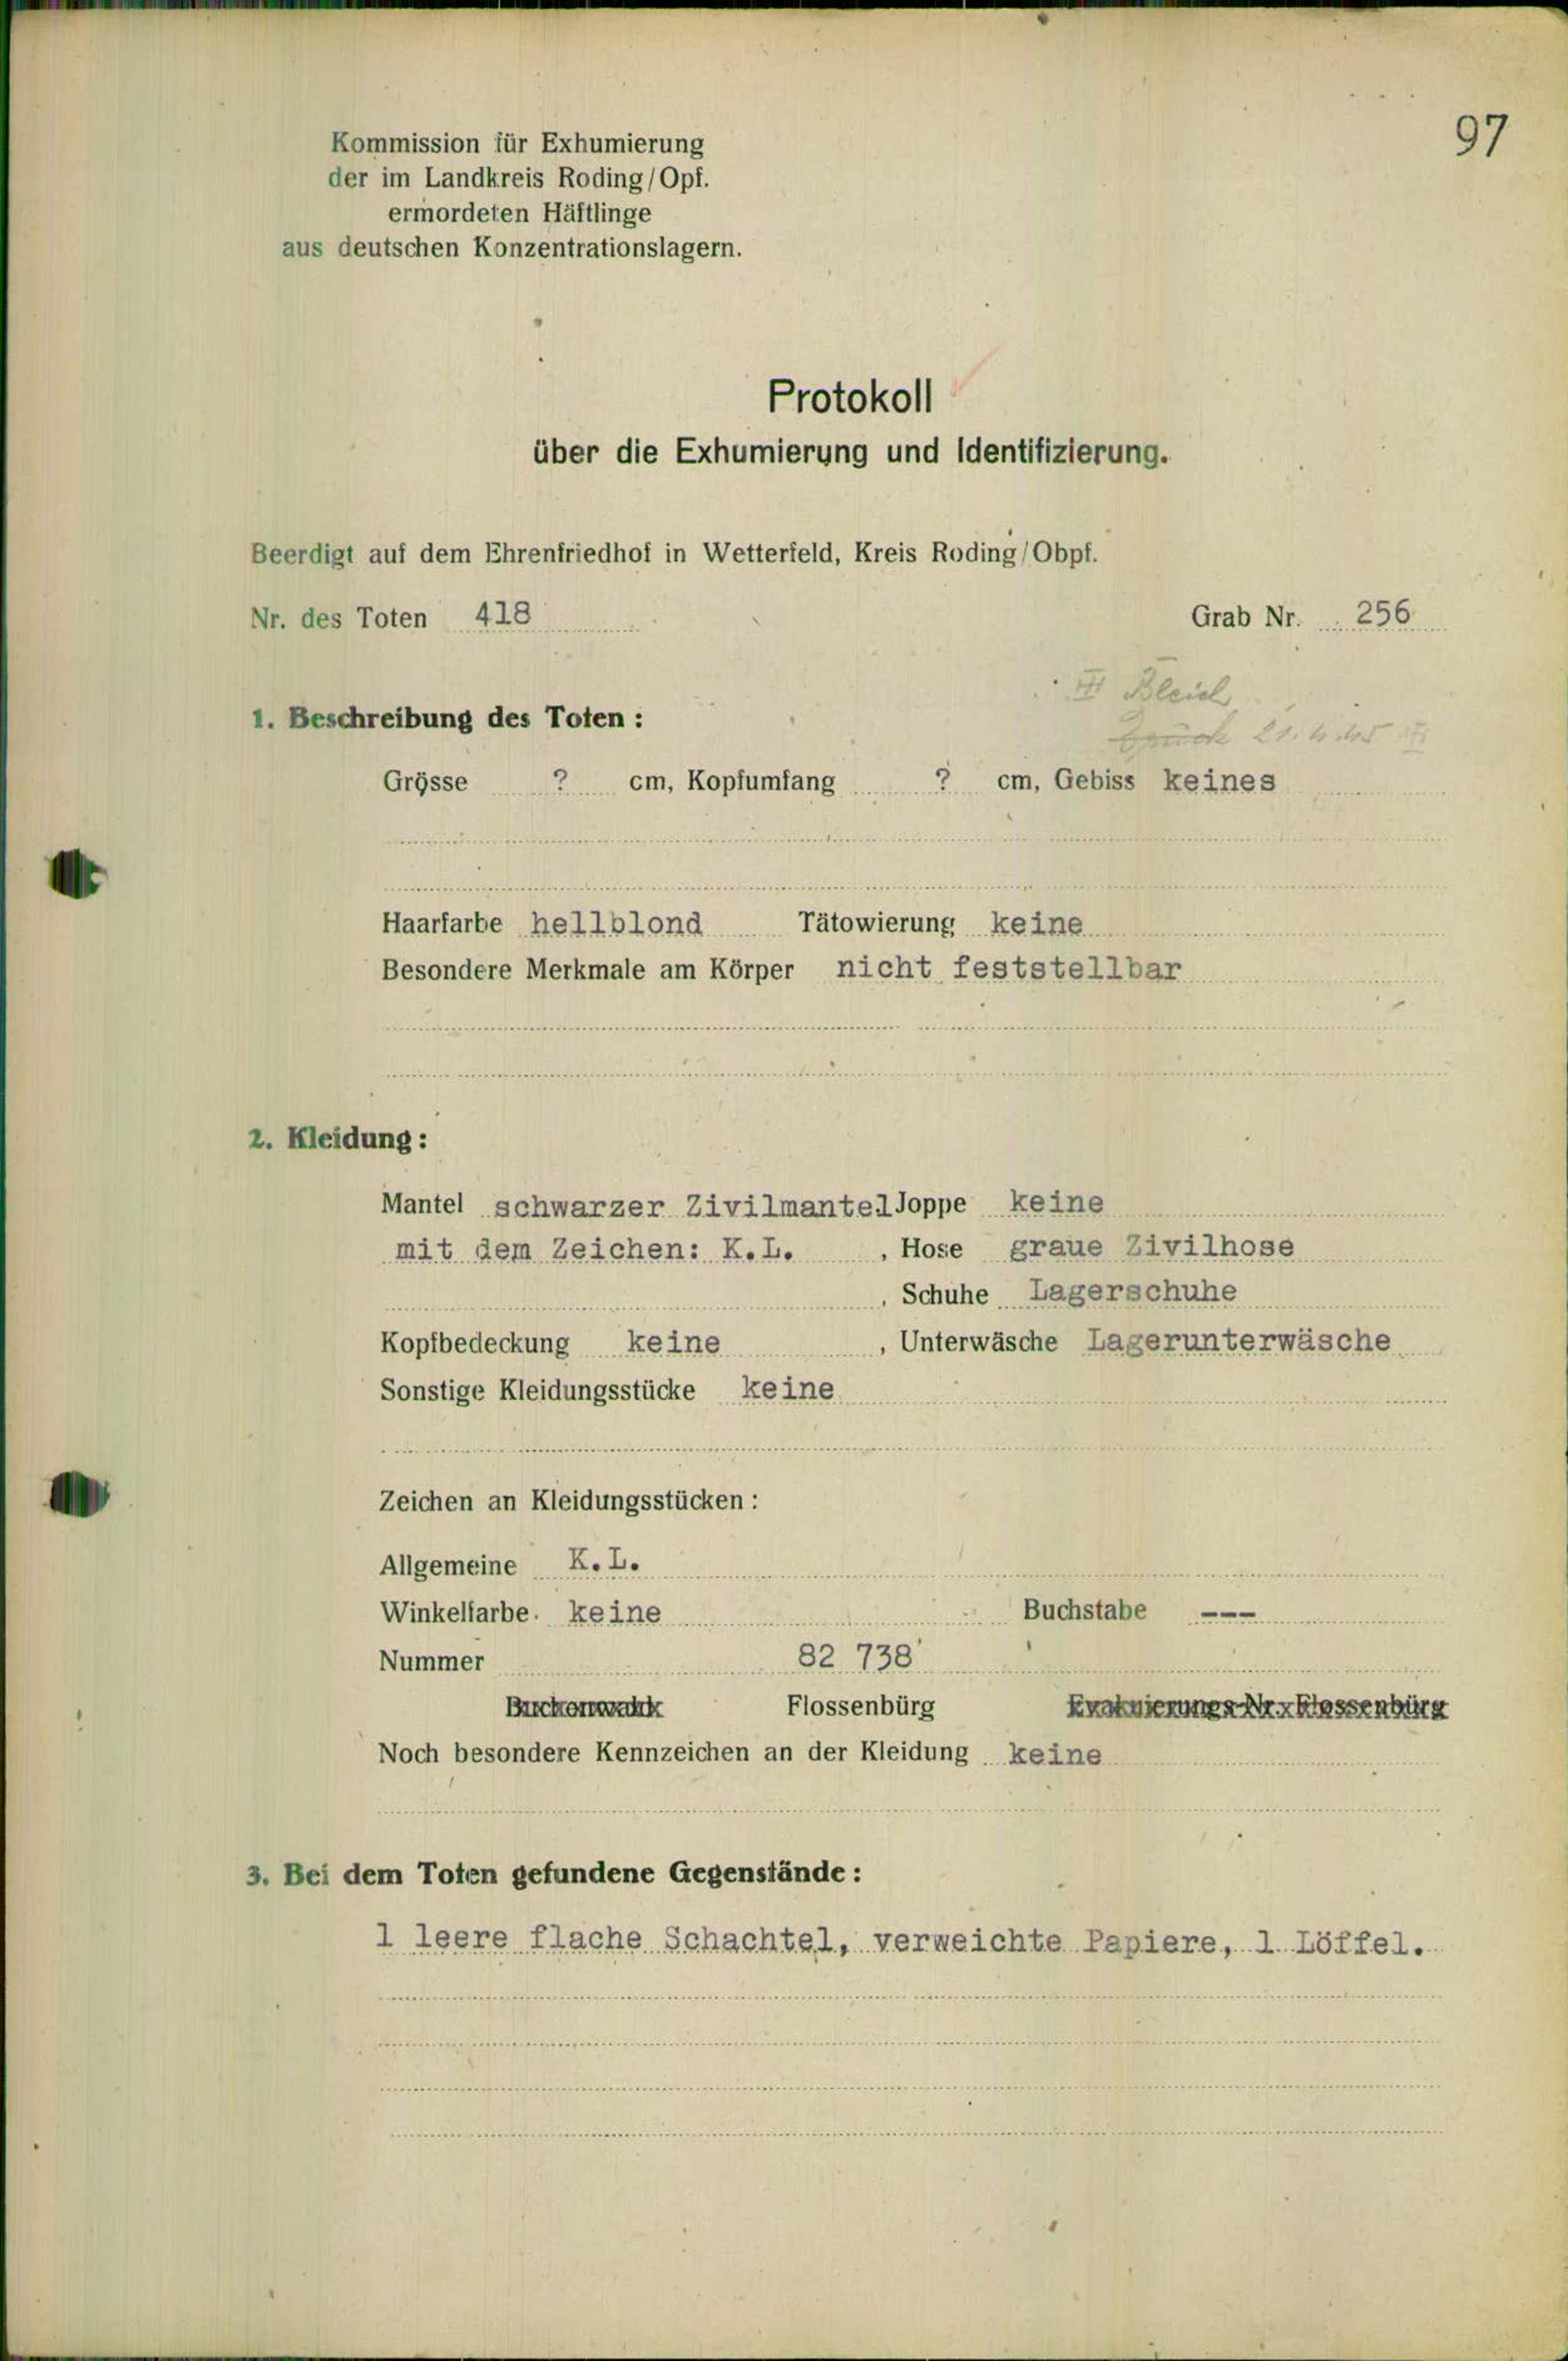 97
Kommission für Exhumierung
der im Landkreis Roding/Opf.
ermordeten Häftlinge
aus deutschen Konzentrationslagern.
Protokoll
über die Exhumierung und Identifizierung.
Beerdigt auf dem Ehrenfriedhof in Wetterfeld, Kreis Roding/Obpf.
Nr. des Toten 418 Grab Nr. 256
21.4.45
1. Beschreibung des Toten :
Grösse ? cm, Kopfumfang ? cm, Gebiss keines
Haarfarbe hellblond Tätowierung keine
Besondere Merkmale am Körper nicht feststellbar
2. Kleidung :
Mantel schwarzer Zivilmantel Joppe keine
mit dem Zeichen: K.L. , Hose graue Zivilhose
, Schuhe Lagerschuhe
Kopfbedeckung keine , Unterwäsche Lagerunterwäsche
Sonstige Kleidungsstücke keine
Zeichen an Kleidungsstücken :
Allgemeine K.L.
Winkelfarbe keine Buchstabe ---
Nummer 82 738
Flossenbürg Evakuierungs-Nr. Flossenbürg
Noch besondere Kennzeichen an der Kleidung keine
3. Bei dem Toten gefundene Gegenstände :
1 leere flache Schachtel, verweichte Papiere, 1 Löffel.